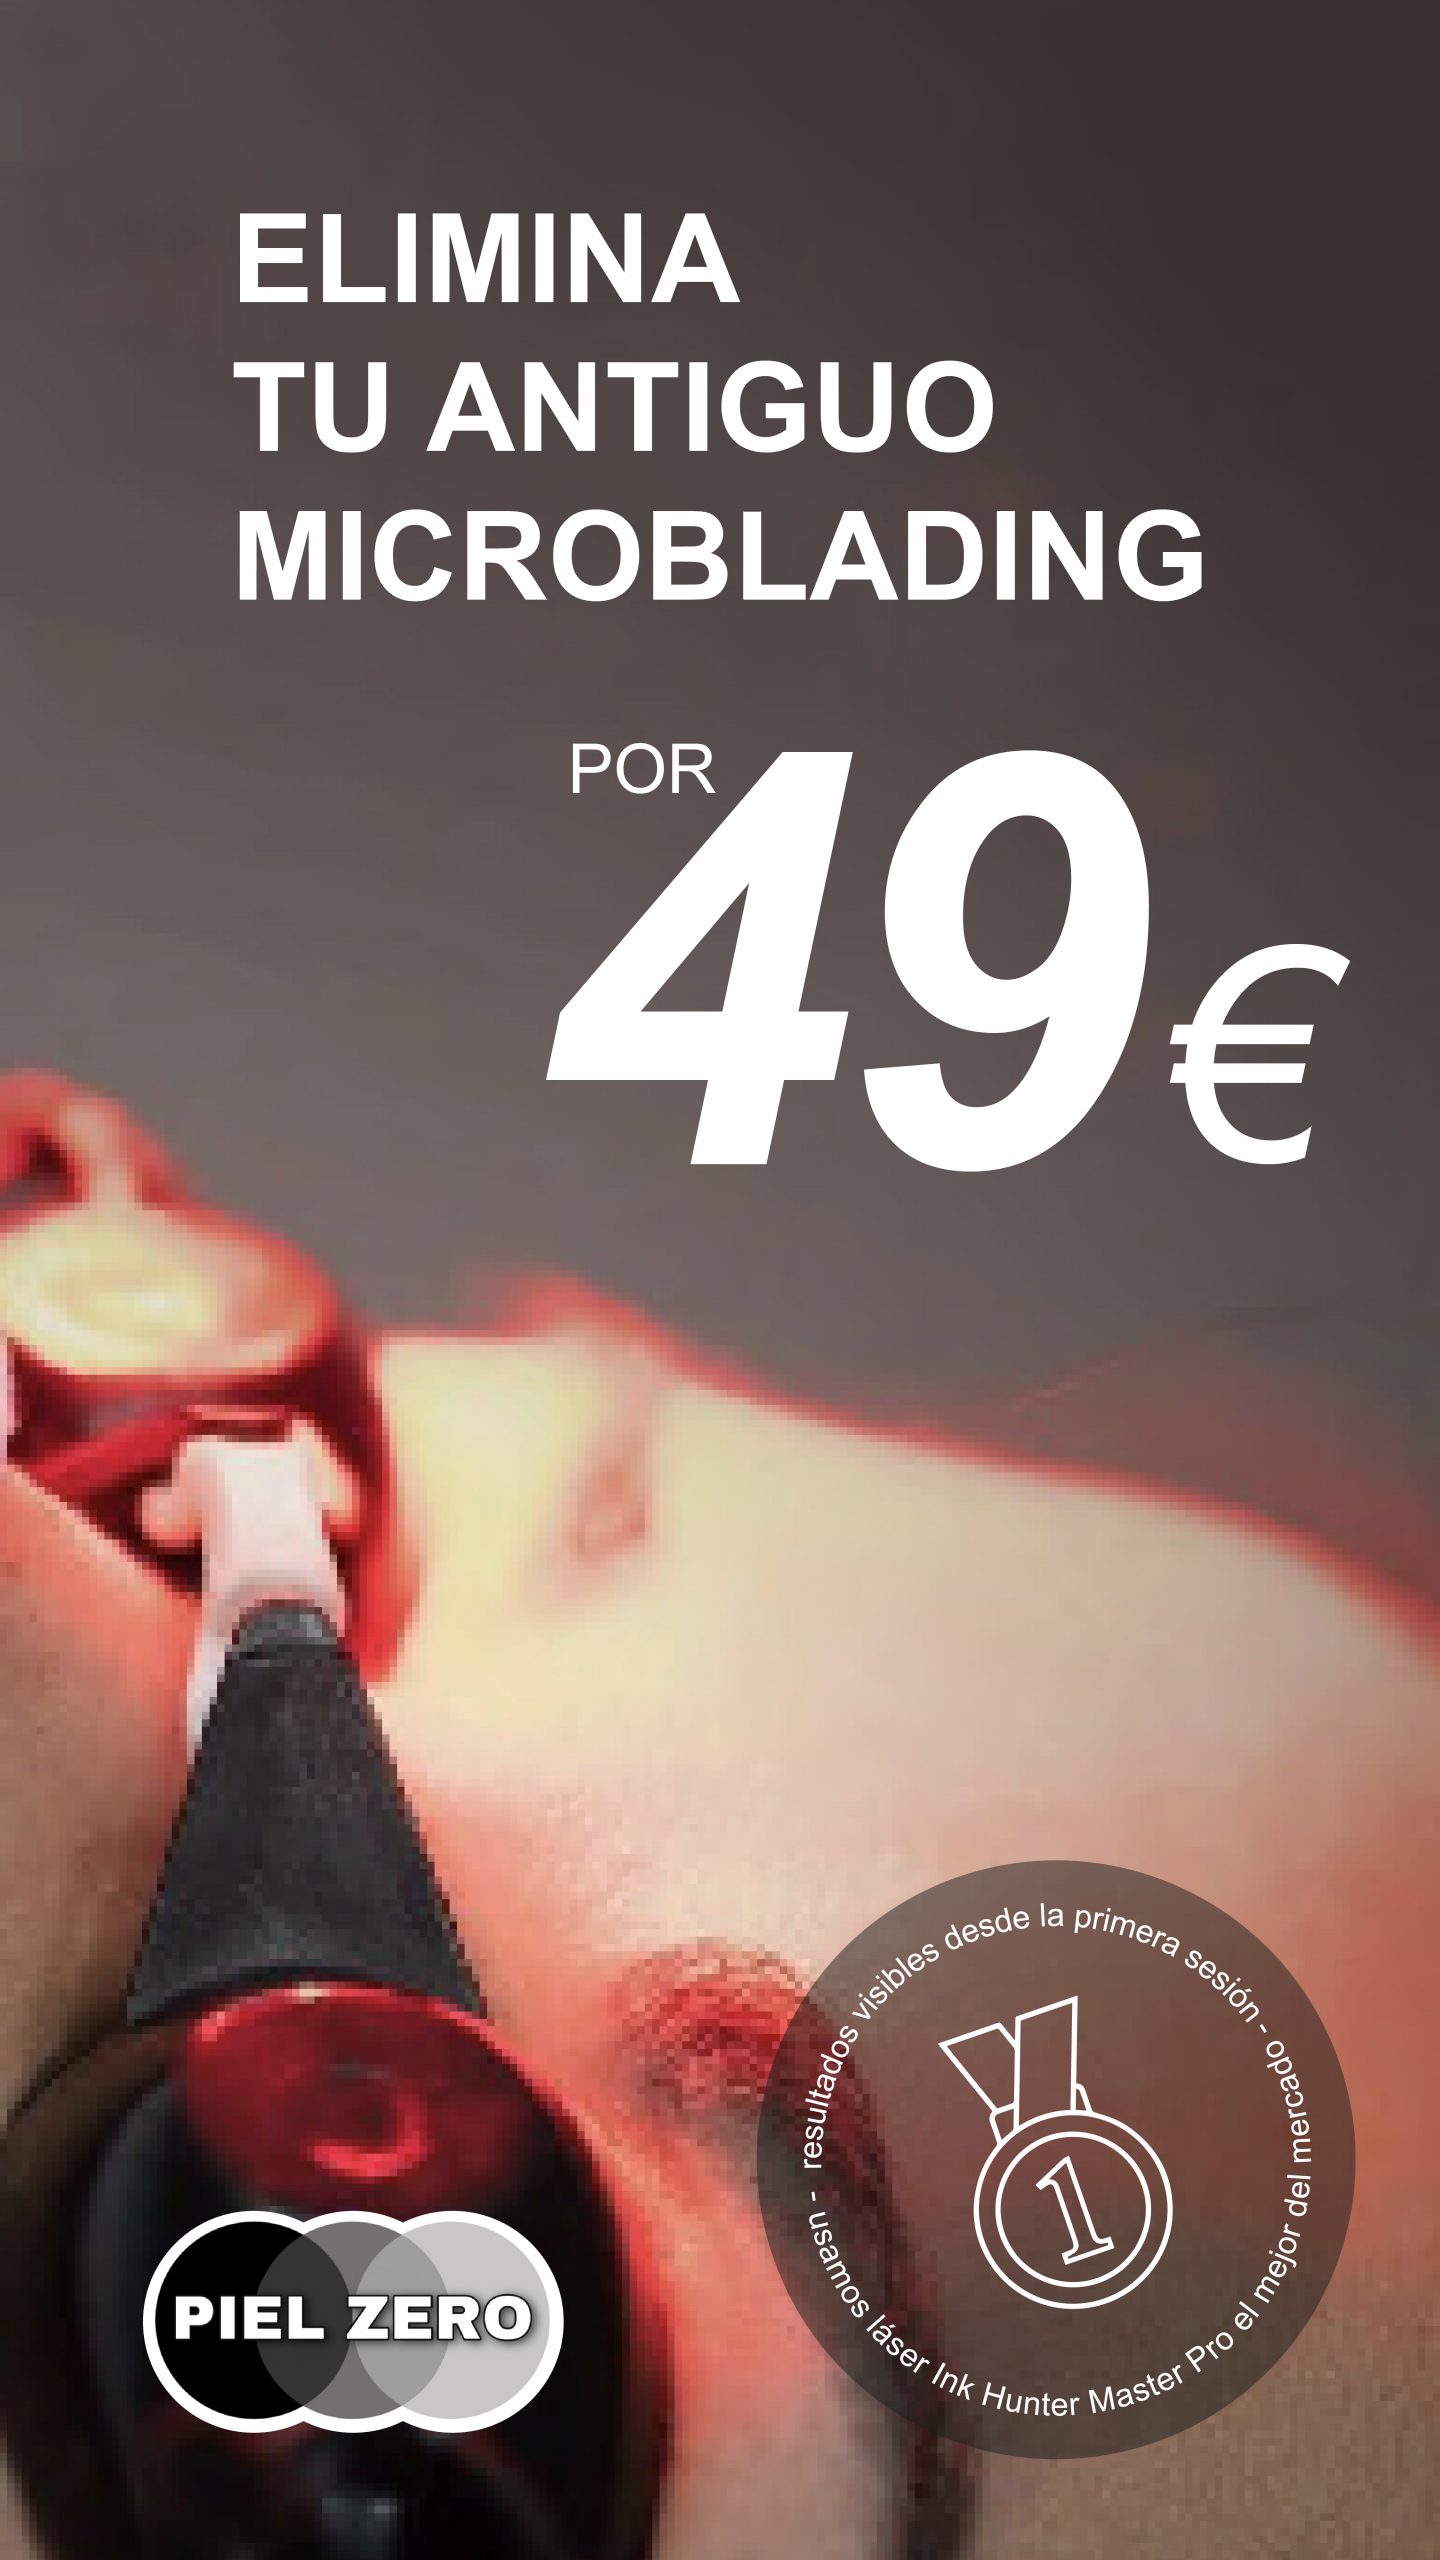 ELIMINA
TU ANTIGUO
MICROBLADING
POR
49€
resultados visibles desde la primera sesión -
usamos láser Ink Hunter Master Pro el mejor del mercado -
1
PIEL ZERO